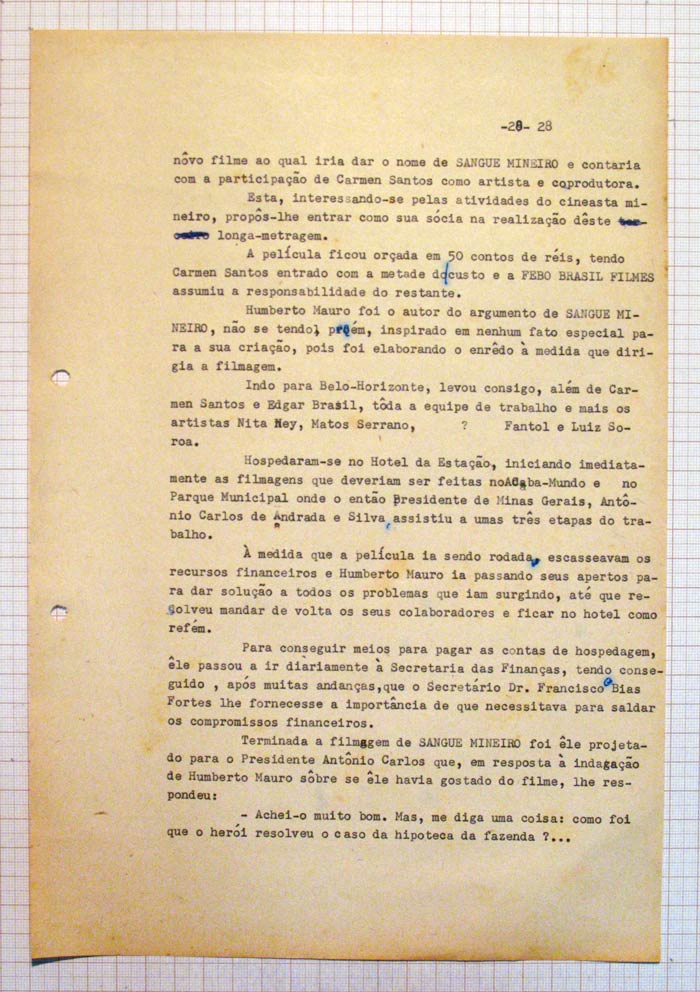 -28- 28
nôvo filme ao qual iria dar o nome de SANGUE MINEIRO e contaria
com a participação de Carmen Santos como artista e coprodutora.
Esta, interessando-se pelas atividades do cineasta mi-
neiro, propôs-lhe entrar como sua sócia na realização dêste
longa-metragem.
A película ficou orçada em 50 contos de réis, tendo
Carmen Santos entrado com a metade do custo e a FEBO BRASIL FILMES
assumiu a responsabilidade do restante.
Humberto Mauro foi o autor do argumento de SANGUE MI-
NEIRO, não se tendo, porém, inspirado em nenhum fato especial pa-
ra a sua criação, pois foi elaborando o enrêdo à medida que diri-
gia a filmagem.
Indo para Belo-Horizonte, levou consigo, além de Car-
men Santos e Edgar Brasil, tôda a equipe de trabalho e mais os
artistas Nita Ney, Matos Serrano, ? Fantol e Luiz So-
roa.
Hospedaram-se no Hotel da Estação, iniciando imediata-
mente as filmagens que deveriam ser feitas no Acaba-Mundo e no
Parque Municipal onde o então Presidente de Minas Gerais, Antô-
nio Carlos de Andrada e Silva, assistiu a umas três etapas do tra-
balho.
À medida que a película ia sendo rodada, escasseavam os
recursos financeiros e Humberto Mauro ia passando seus apertos pa-
ra dar solução a todos os problemas que iam surgindo, até que re-
solveu mandar de volta os seus colaboradores e ficar no hotel como
refém.
Para conseguir meios para pagar as contas de hospedagem,
êle passou a ir diàriamente à Secretaria das Finanças, tendo conse-
guido , após muitas andanças,que o Secretário Dr. Francisco Bias
Fortes lhe fornecesse a importância de que necessitava para saldar
os compromissos financeiros.
Terminada a filmagem de SANGUE MINEIRO foi êle projeta-
do para o Presidente Antônio Carlos que, em resposta à indagação
de Humberto Mauro sôbre se êle havia gostado do filme, lhe res-
pondeu:
- Achei-o muito bom. Mas, me diga uma coisa: como foi
que o herói resolveu o caso da hipoteca da fazenda ?...